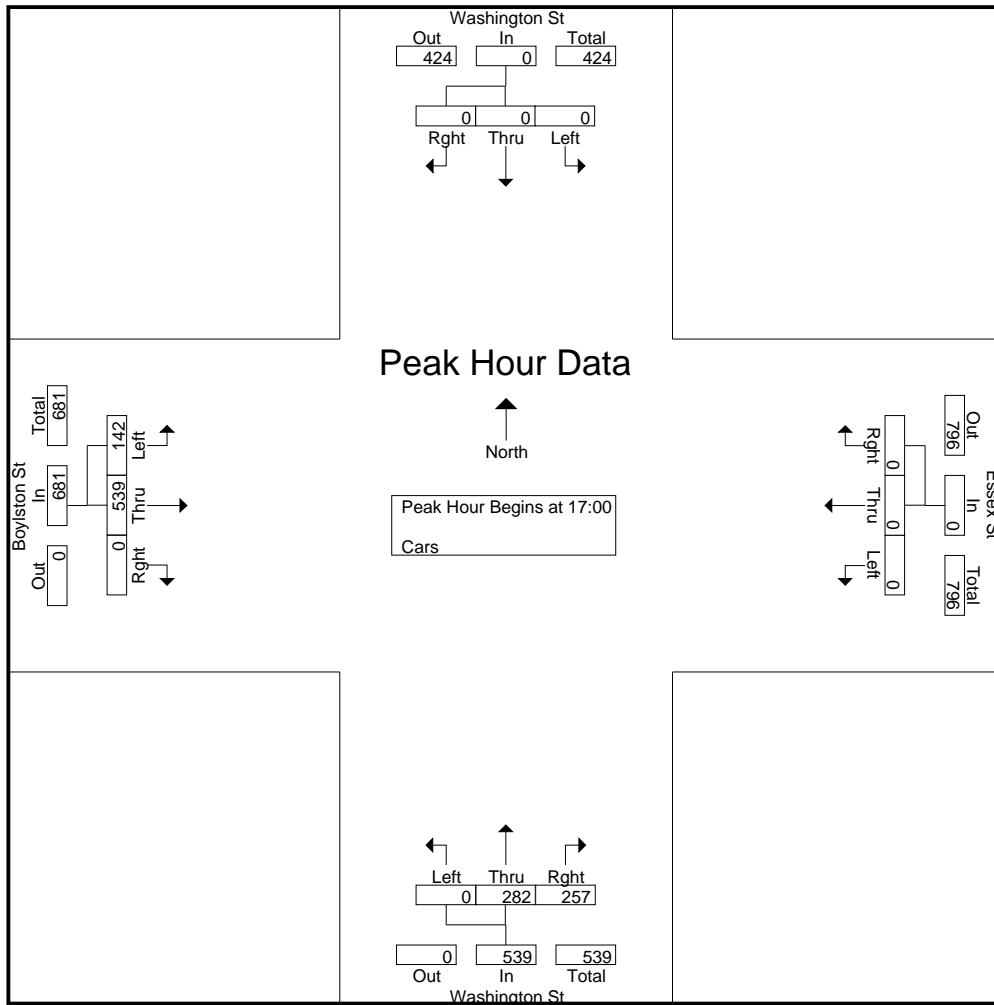 Washington St
Out In Total
424 0 424
0 0 0
Rght Thru Left
Peak Hour Data
North
Peak Hour Begins at 17:00
Cars
Boylston St
Total In Out
681 681 0
142 539 0
Left Thru Rght
Rght Thru Left
0 0 0
Out In Total
796 0 796
Essex St
Left Thru Rght
0 282 257
0 539 539
Out In Total
Washington St